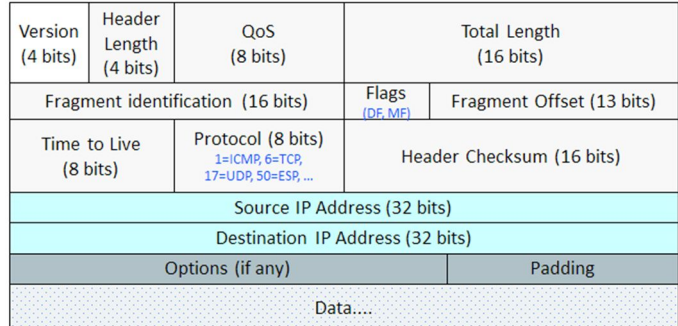 Version
(4 bits)
Header
Length
(4 bits)
QoS
(8 bits)
Total Length
(16 bits)
Fragment identification (16 bits)
Flags
(DF, MF)
Fragment Offset (13 bits)
Time to Live
(8 bits)
Protocol (8 bits)
1=ICMP, 6=TCP,
17=UDP, 50=ESP, ...
Header Checksum (16 bits)
Source IP Address (32 bits)
Destination IP Address (32 bits)
Options (if any)
Padding
Data....